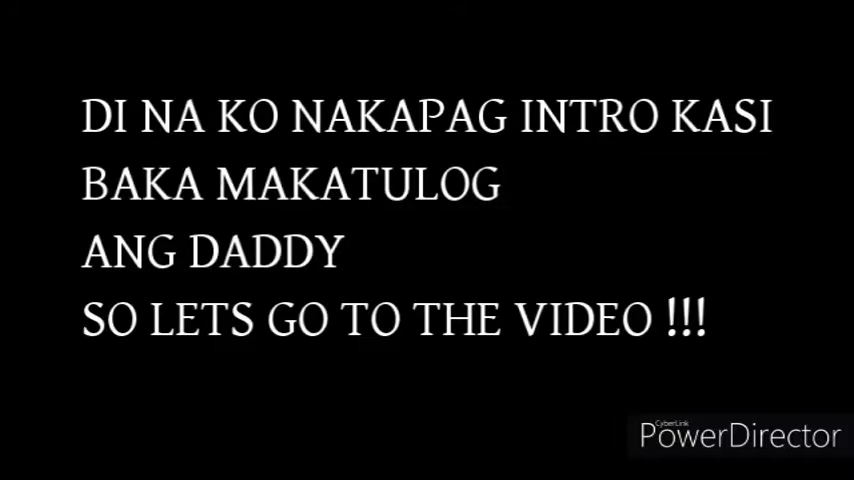 DI NA KO NAKAPAG INTRO KASI
BAKA MAKATULOG
ANG DADDY
SO LETS GO TO THE VIDEO !!!
CyberLink
PowerDirector